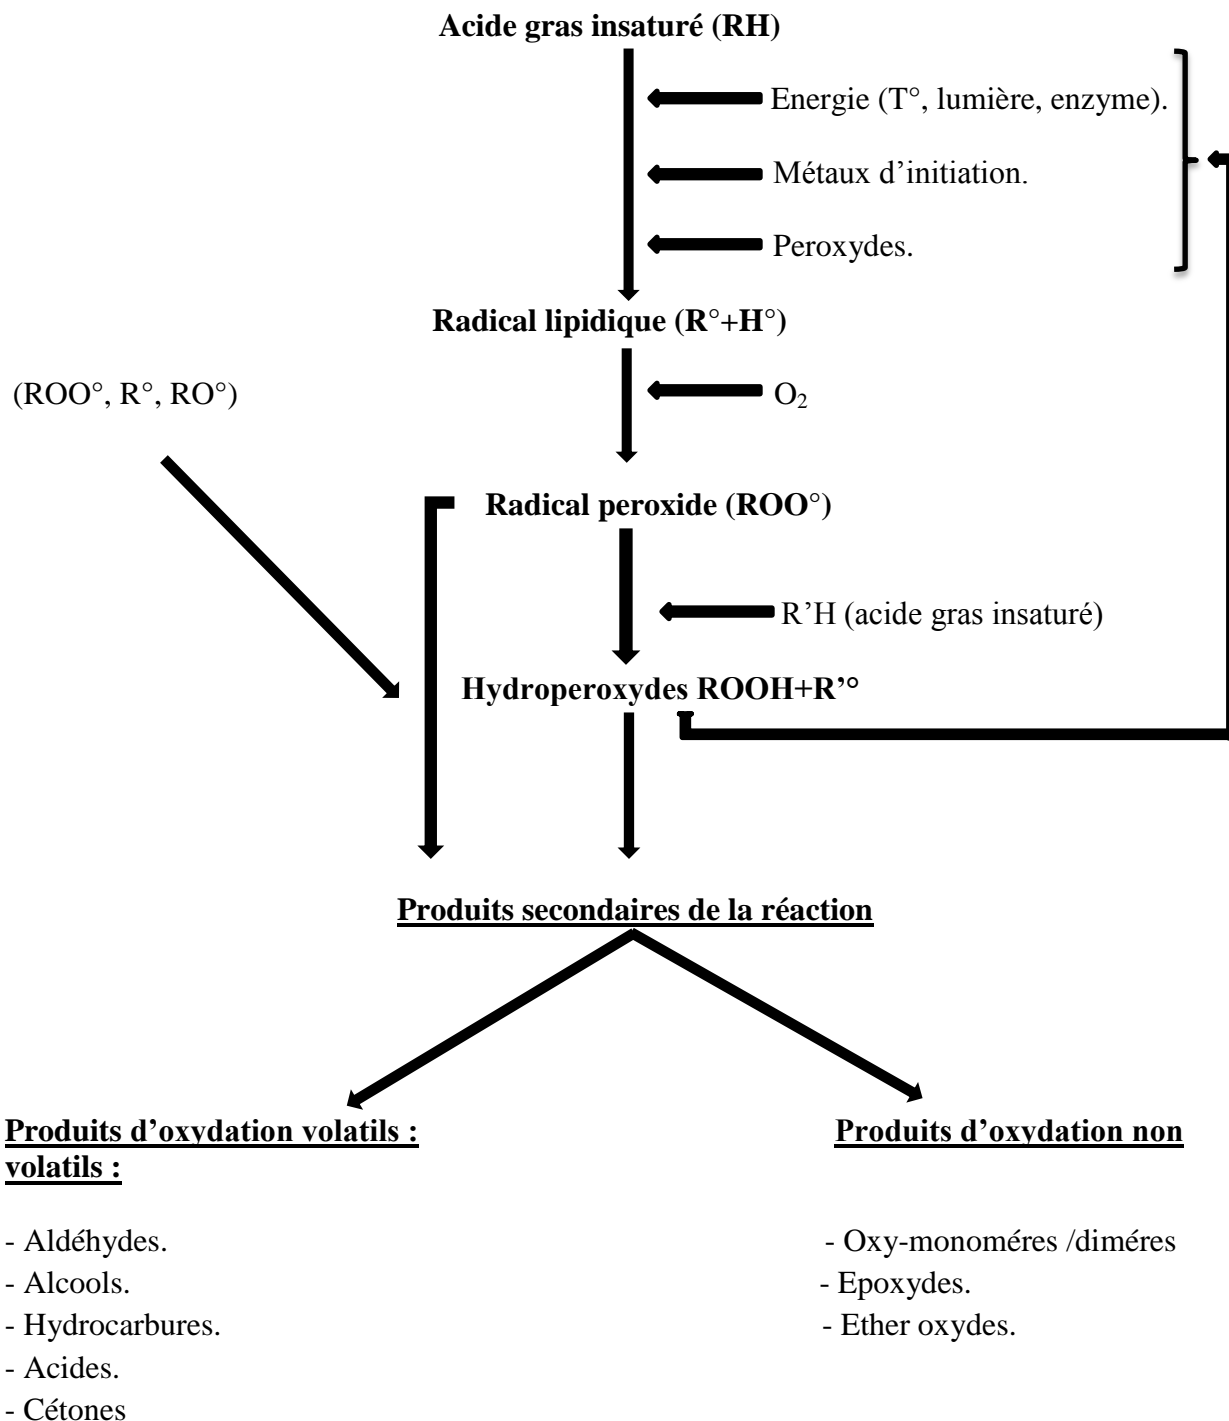 Acide gras insaturé (RH)
Energie (T°, lumière, enzyme).
Métaux d’initiation.
Peroxydes.
Radical lipidique (R°+H°)
(ROO°, R°, RO°)
O₂
Radical peroxide (ROO°)
R’H (acide gras insaturé)
Hydroperoxydes ROOH+R’°
Produits secondaires de la réaction
Produits d’oxydation volatils : Produits d’oxydation non
volatils :
- Aldéhydes. - Oxy-monoméres /diméres
- Alcools. - Epoxydes.
- Hydrocarbures. - Ether oxydes.
- Acides.
- Cétones